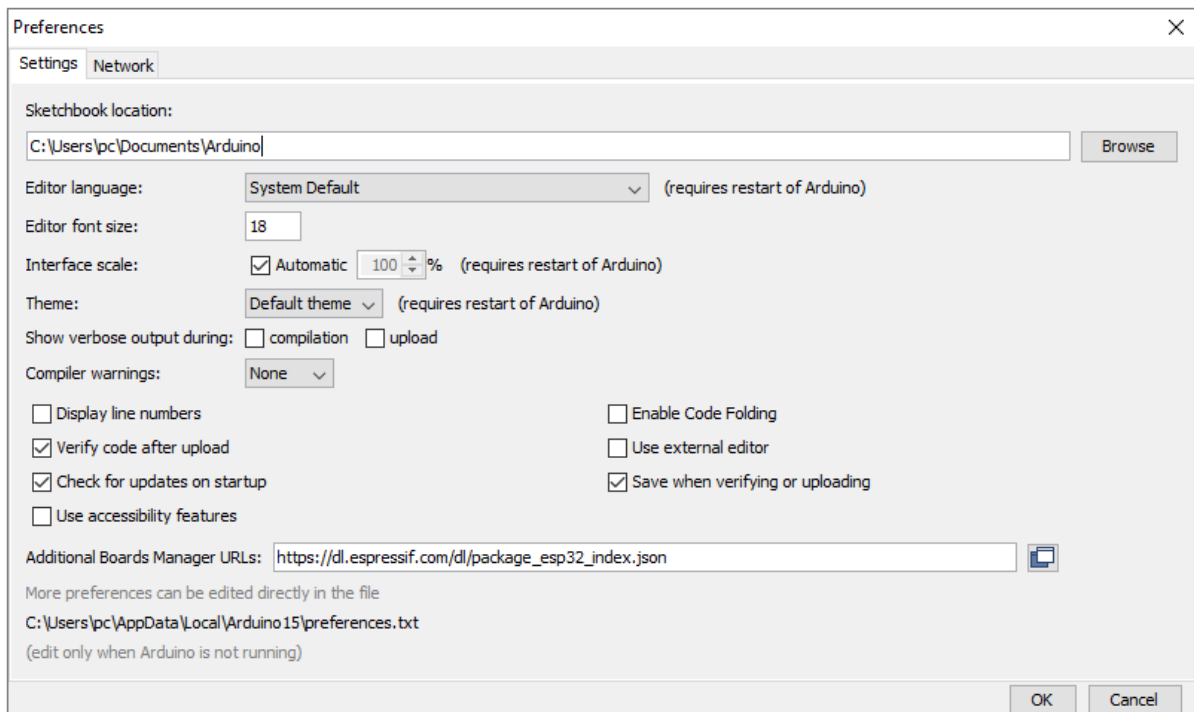 Preferences
Settings Network
Sketchbook location:
C:\Users\pc\Documents\Arduino Browse
Editor language: System Default (requires restart of Arduino)
Editor font size: 18
Interface scale: Automatic 100 % (requires restart of Arduino)
Theme: Default theme (requires restart of Arduino)
Show verbose output during: compilation upload
Compiler warnings: None
Display line numbers Enable Code Folding
Verify code after upload Use external editor
Check for updates on startup Save when verifying or uploading
Use accessibility features
Additional Boards Manager URLs: https://dl.espressif.com/dl/package_esp32_index.json
More preferences can be edited directly in the file
C:\Users\pc\AppData\Local\Arduino15\preferences.txt
(edit only when Arduino is not running)
OK Cancel